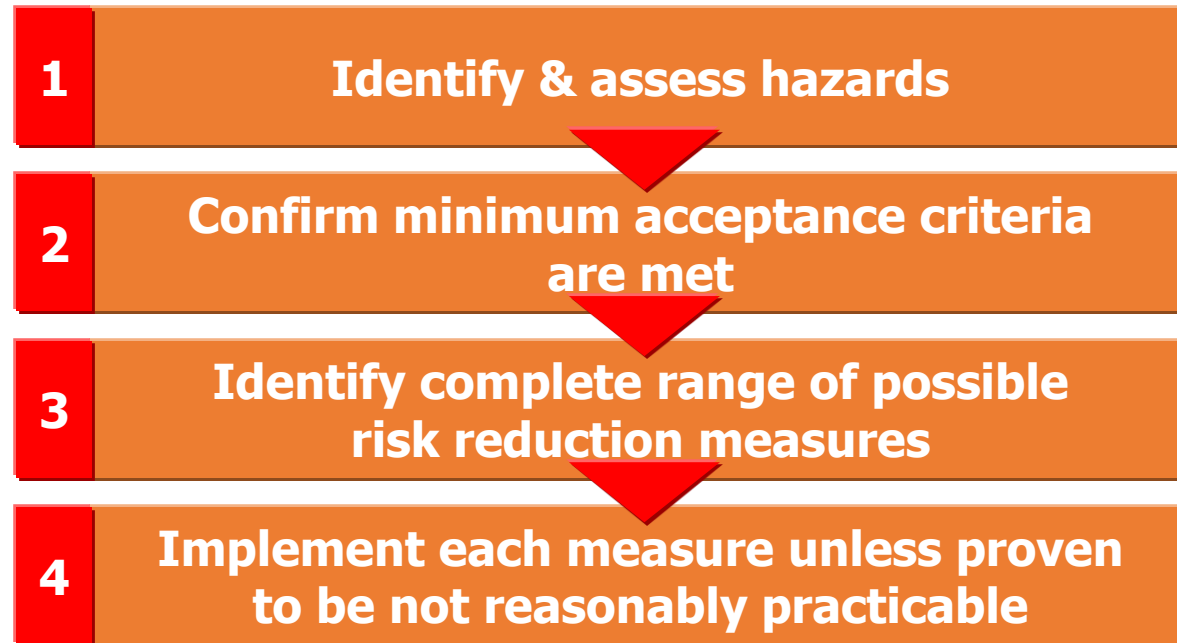 1
Identify & assess hazards
2
Confirm minimum acceptance criteria
are met
3
Identify complete range of possible
risk reduction measures
4
Implement each measure unless proven
to be not reasonably practicable